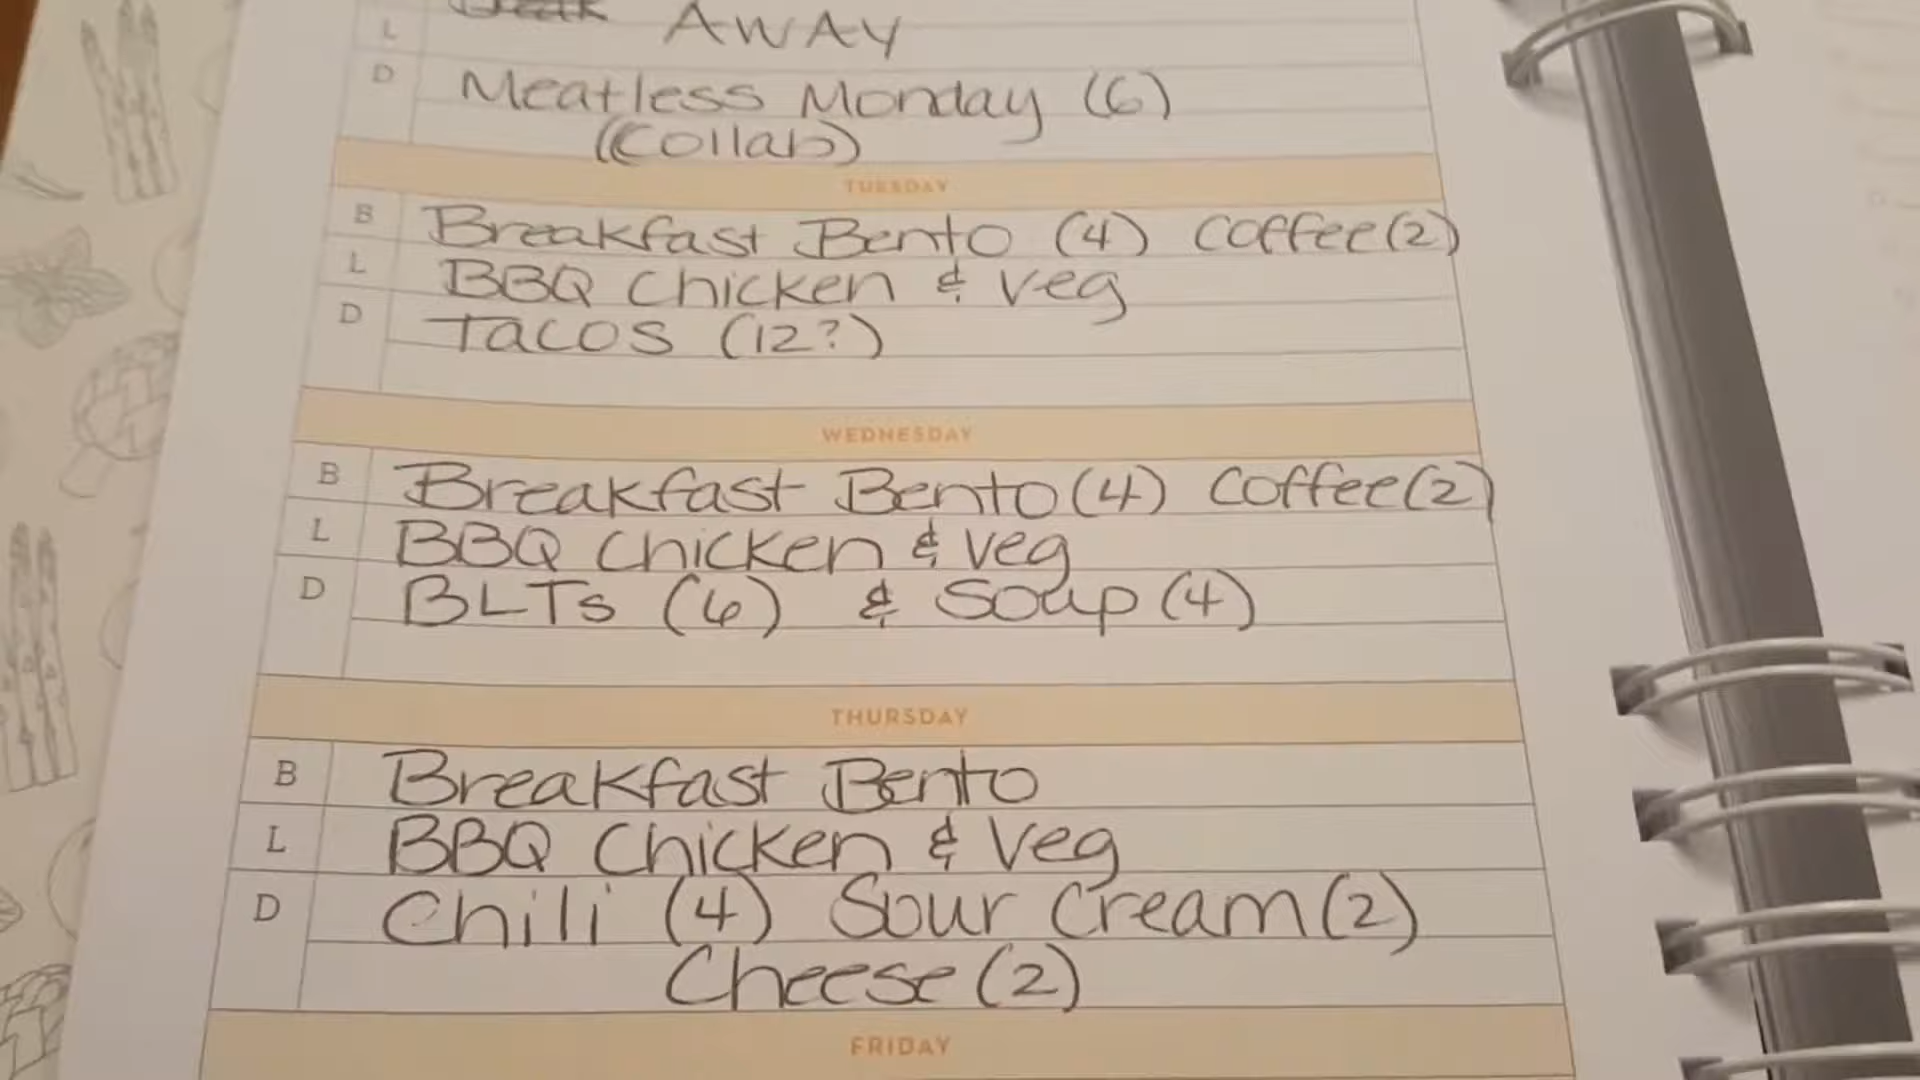 L AWAY
D Meatless Monday (6)
(Collab)
TUESDAY
B Breakfast Bento (4) Coffee (2)
L BBQ Chicken & Veg
D Tacos (12?)
WEDNESDAY
B Breakfast Bento (4) Coffee (2)
L BBQ Chicken & Veg
D BLTs (6) & Soup (4)
THURSDAY
B Breakfast Bento
L BBQ Chicken & Veg
D Chili (4) Sour Cream (2)
Cheese (2)
FRIDAY